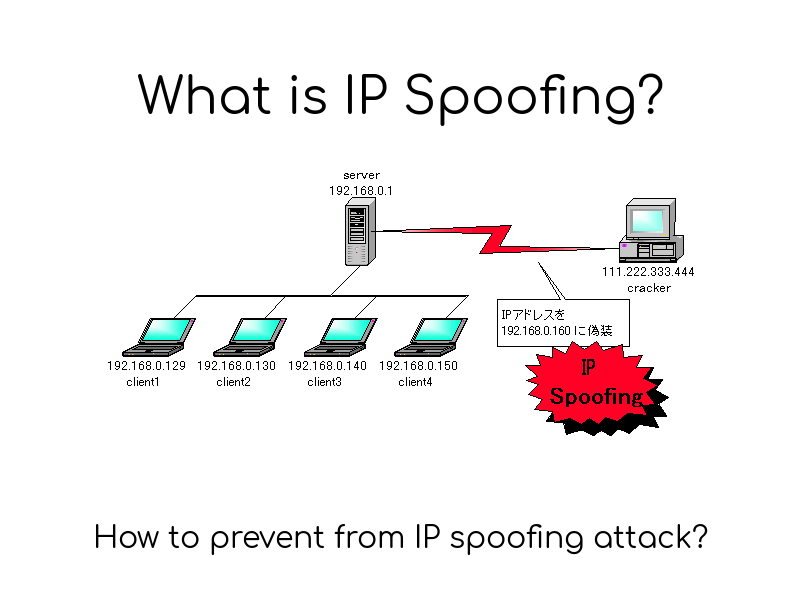 What is IP Spoofing?
server
192.168.0.1
111.222.333.444
cracker
IPアドレスを
192.168.0.160 に偽装
192.168.0.129
client1
192.168.0.130
client2
192.168.0.140
client3
192.168.0.150
client4
IP
Spoofing
How to prevent from IP spoofing attack?